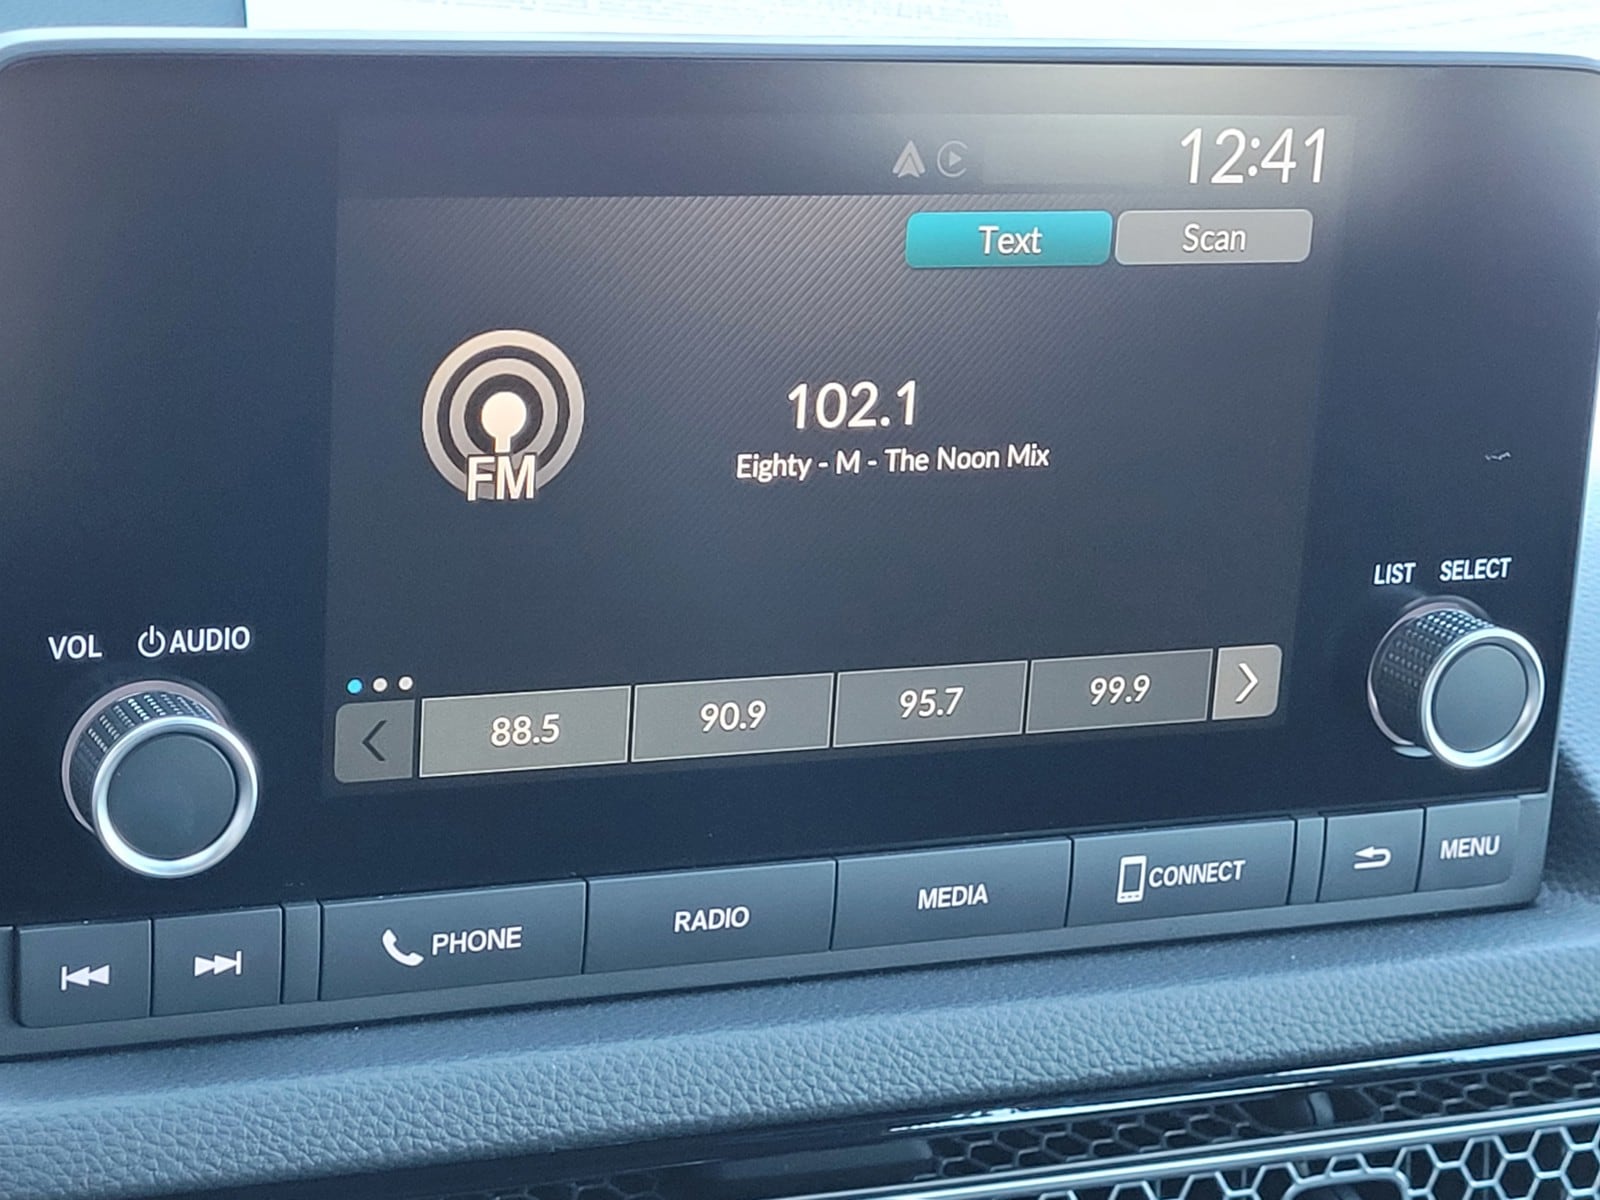 12:41
Text Scan
FM
102.1
Eighty - M - The Noon Mix
LIST SELECT
VOL AUDIO
88.5 90.9 95.7 99.9
PHONE RADIO MEDIA CONNECT MENU